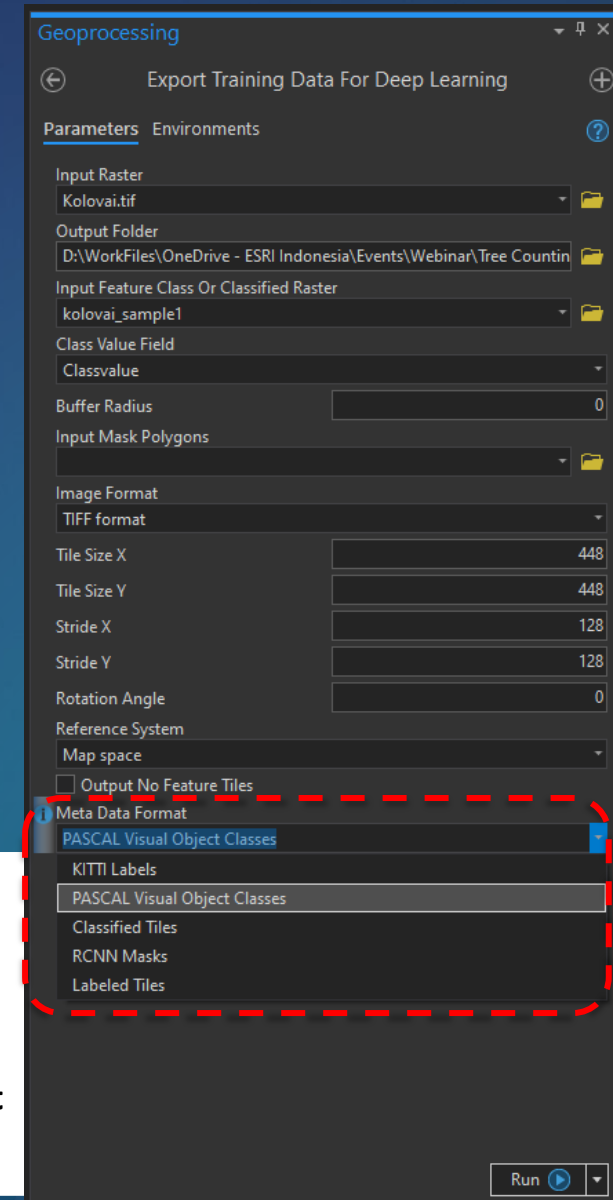 Geoprocessing
Export Training Data For Deep Learning
Parameters Environments
Input Raster
Kolovai.tif
Output Folder
D:\WorkFiles\OneDrive - ESRI Indonesia\Events\Webinar\Tree Countin
Input Feature Class Or Classified Raster
kolovai_sample1
Class Value Field
Classvalue
Buffer Radius 0
Input Mask Polygons
Image Format
TIFF format
Tile Size X 448
Tile Size Y 448
Stride X 128
Stride Y 128
Rotation Angle 0
Reference System
Map space
Output No Feature Tiles
Meta Data Format
PASCAL Visual Object Classes
KITTI Labels
PASCAL Visual Object Classes
Classified Tiles
RCNN Masks
Labeled Tiles
Run